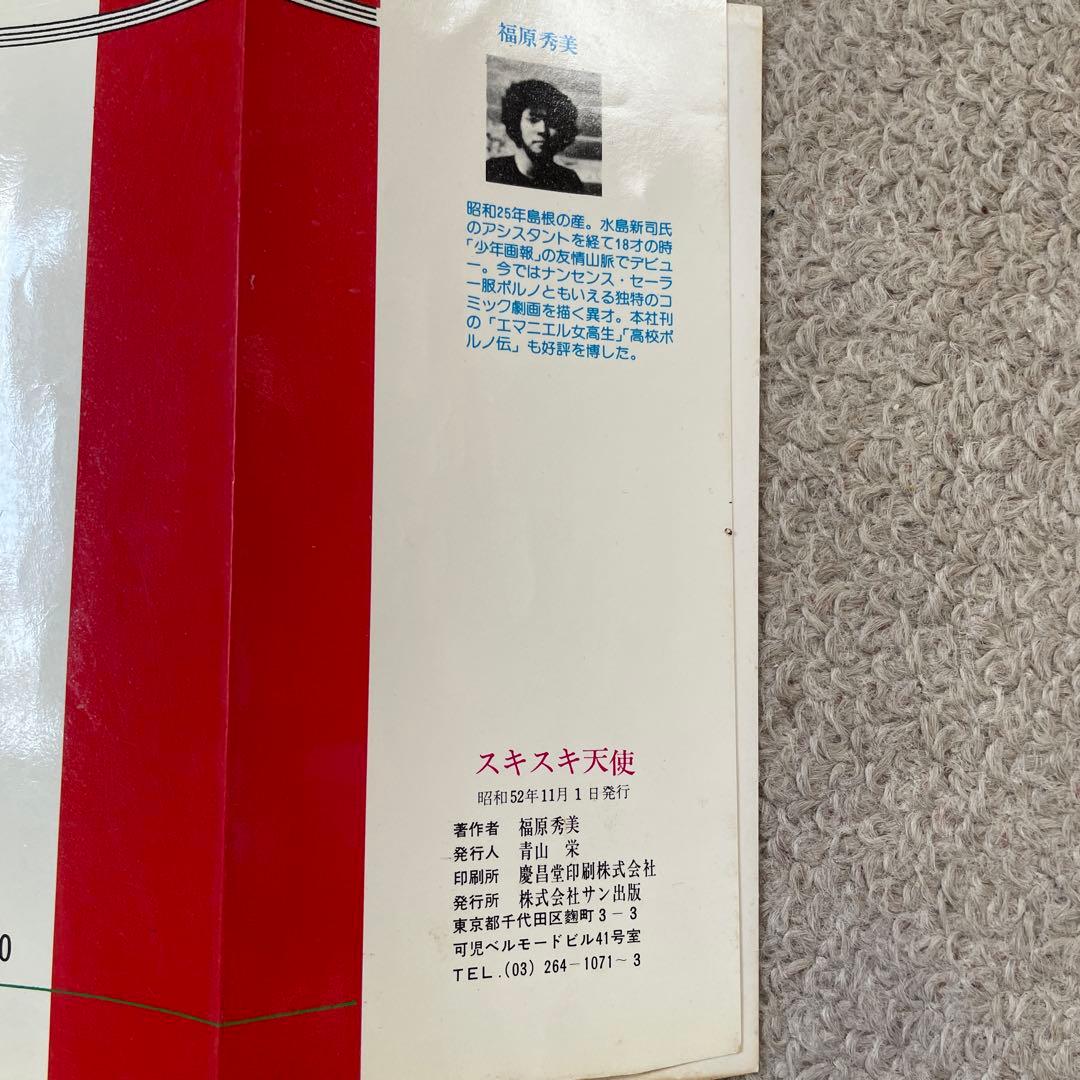 福原秀美
昭和25年島根の産。水島新司氏
のアシスタントを経て18才の時
「少年画報」の友情山脈でデビュ
ー。今ではナンセンス・セーラ
ー服ポルノともいえる独特のコ
ミック劇画を描く異才。本社刊
の「エマニエル女高生」「高校ポ
ルノ伝」も好評を博した。
スキスキ天使
昭和52年11月1日発行
著作者 福原秀美
発行人 青山 栄
印刷所 慶昌堂印刷株式会社
発行所 株式会社サン出版
東京都千代田区麴町3-3
可児ベルモードビル41号室
TEL.(03) 264-1071~3
0